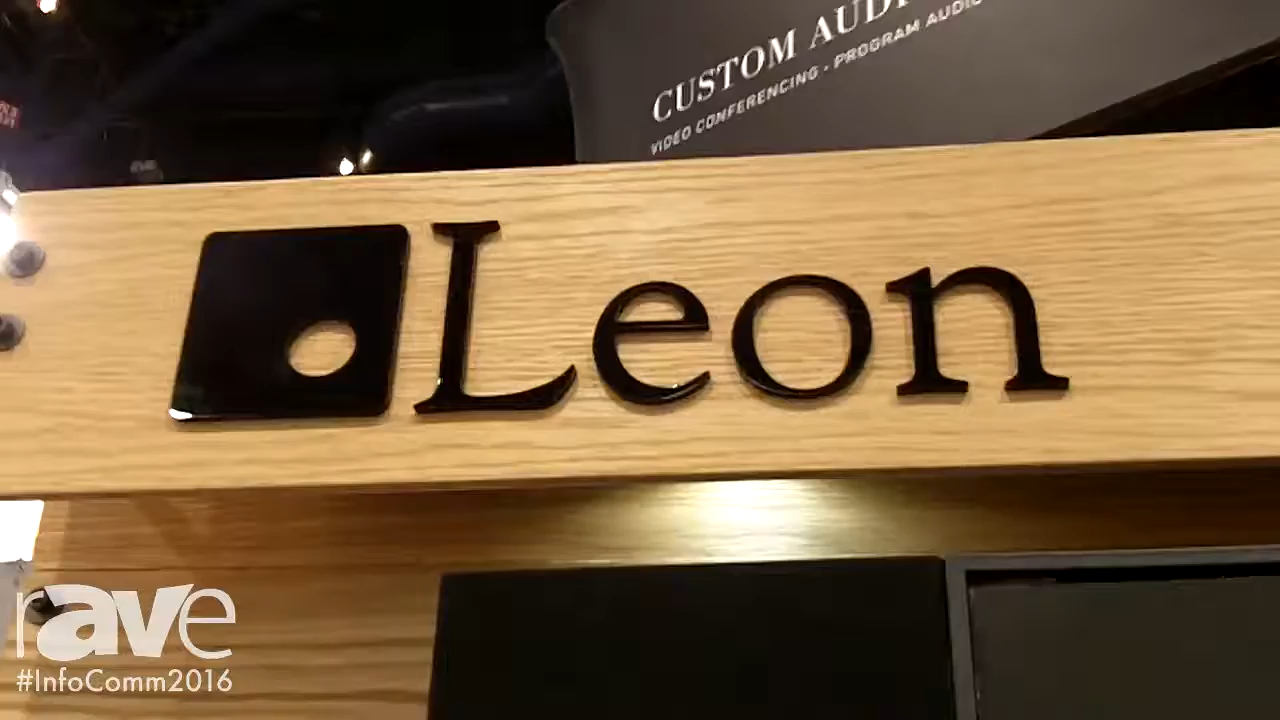 CUSTOM AUDI
VIDEO CONFERENCING · PROGRAM AUDIO
Leon
rave
#InfoComm2016